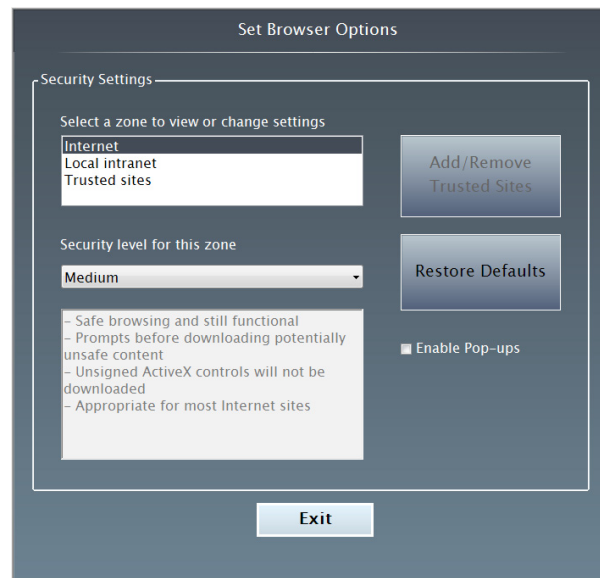 Set Browser Options
Security Settings
Select a zone to view or change settings
Internet
Local intranet
Trusted sites
Add/Remove
Trusted Sites
Security level for this zone
Medium
Restore Defaults
– Safe browsing and still functional
– Prompts before downloading potentially
unsafe content
– Unsigned ActiveX controls will not be
downloaded
– Appropriate for most Internet sites
Enable Pop-ups
Exit